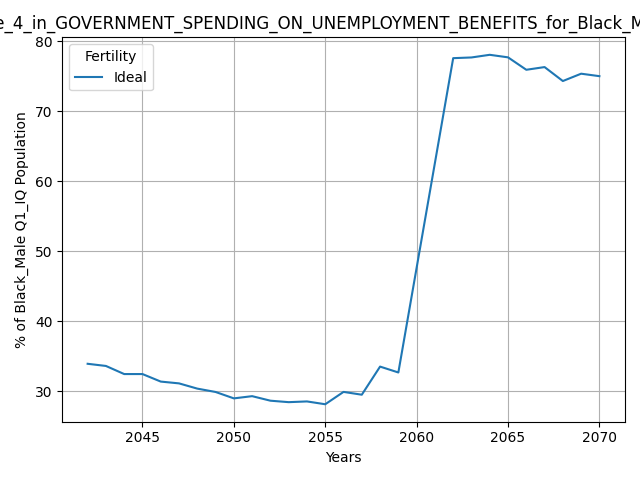 e_4_in_GOVERNMENT_SPENDING_ON_UNEMPLOYMENT_BENEFITS_for_Black_M
Fertility
Ideal
80
70
60
50
40
30
% of Black_Male Q1_IQ Population
2045 2050 2055 2060 2065 2070
Years